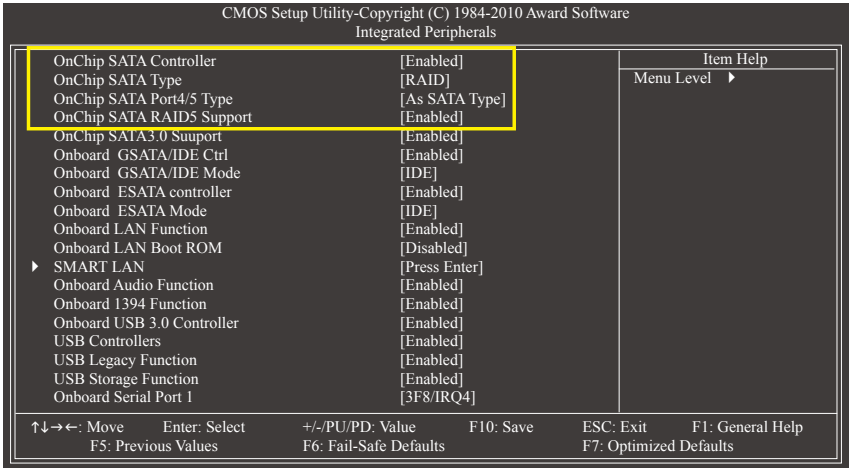 CMOS Setup Utility-Copyright (C) 1984-2010 Award Software
Integrated Peripherals
OnChip SATA Controller [Enabled]
OnChip SATA Type [RAID]
OnChip SATA Port4/5 Type [As SATA Type]
OnChip SATA RAID5 Support [Enabled]
OnChip SATA3.0 Suuport [Enabled]
Onboard GSATA/IDE Ctrl [Enabled]
Onboard GSATA/IDE Mode [IDE]
Onboard ESATA controller [Enabled]
Onboard ESATA Mode [IDE]
Onboard LAN Function [Enabled]
Onboard LAN Boot ROM [Disabled]
SMART LAN [Press Enter]
Onboard Audio Function [Enabled]
Onboard 1394 Function [Enabled]
Onboard USB 3.0 Controller [Enabled]
USB Controllers [Enabled]
USB Legacy Function [Enabled]
USB Storage Function [Enabled]
Onboard Serial Port 1 [3F8/IRQ4]
Item Help
Menu Level
↑↓→←: Move Enter: Select +/-/PU/PD: Value F10: Save ESC: Exit F1: General Help
F5: Previous Values F6: Fail-Safe Defaults F7: Optimized Defaults